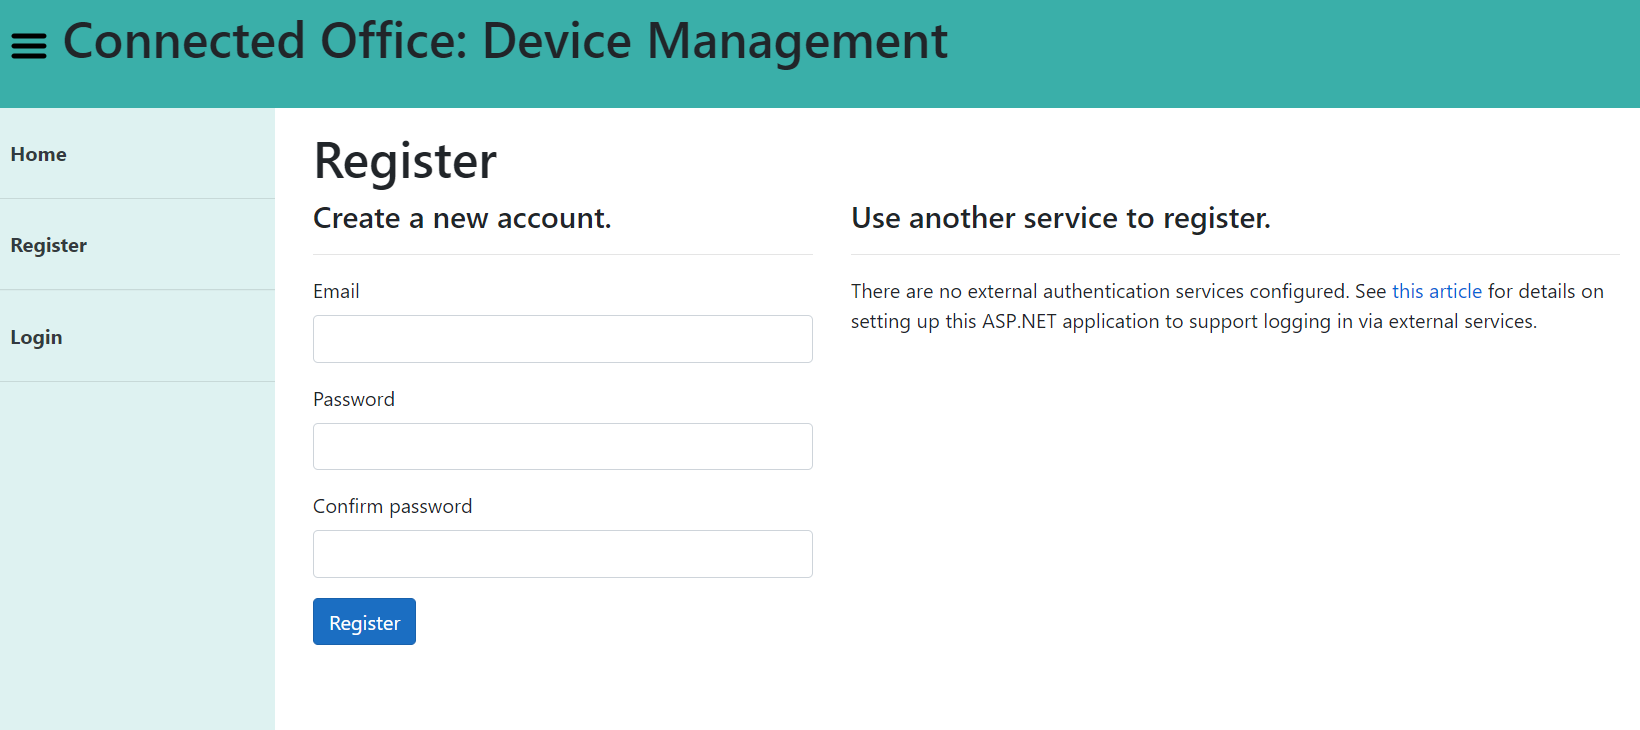 Connected Office: Device Management
Home
Register
Login
Register
Create a new account.
Email
Password
Confirm password
Register
Use another service to register.
There are no external authentication services configured. See this article for details on
setting up this ASP.NET application to support logging in via external services.